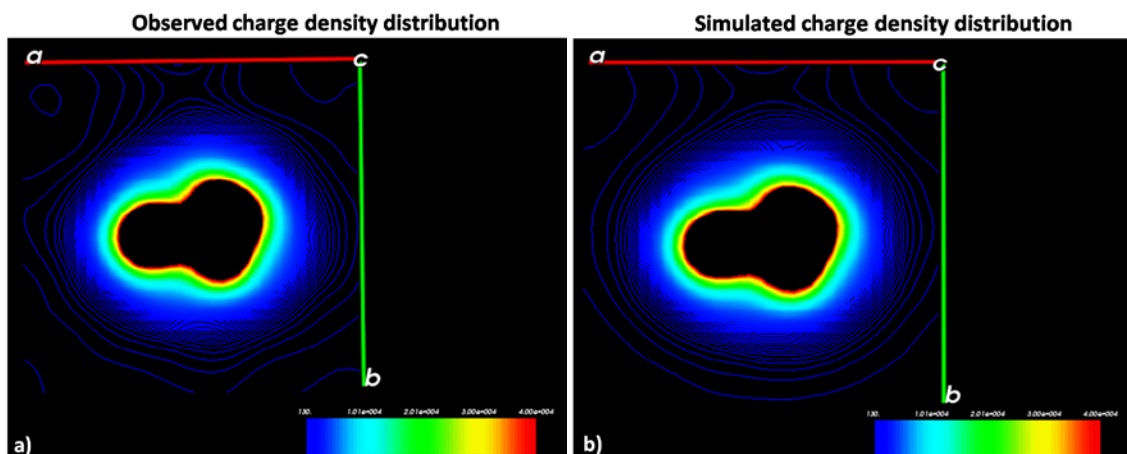 Observed charge density distribution
Simulated charge density distribution
a
c
a
c
b
b
130.
1.01e+004
2.01e+004
3.00e+004
4.00e+004
130.
1.01e+004
2.01e+004
3.00e+004
4.00e+004
a)
b)